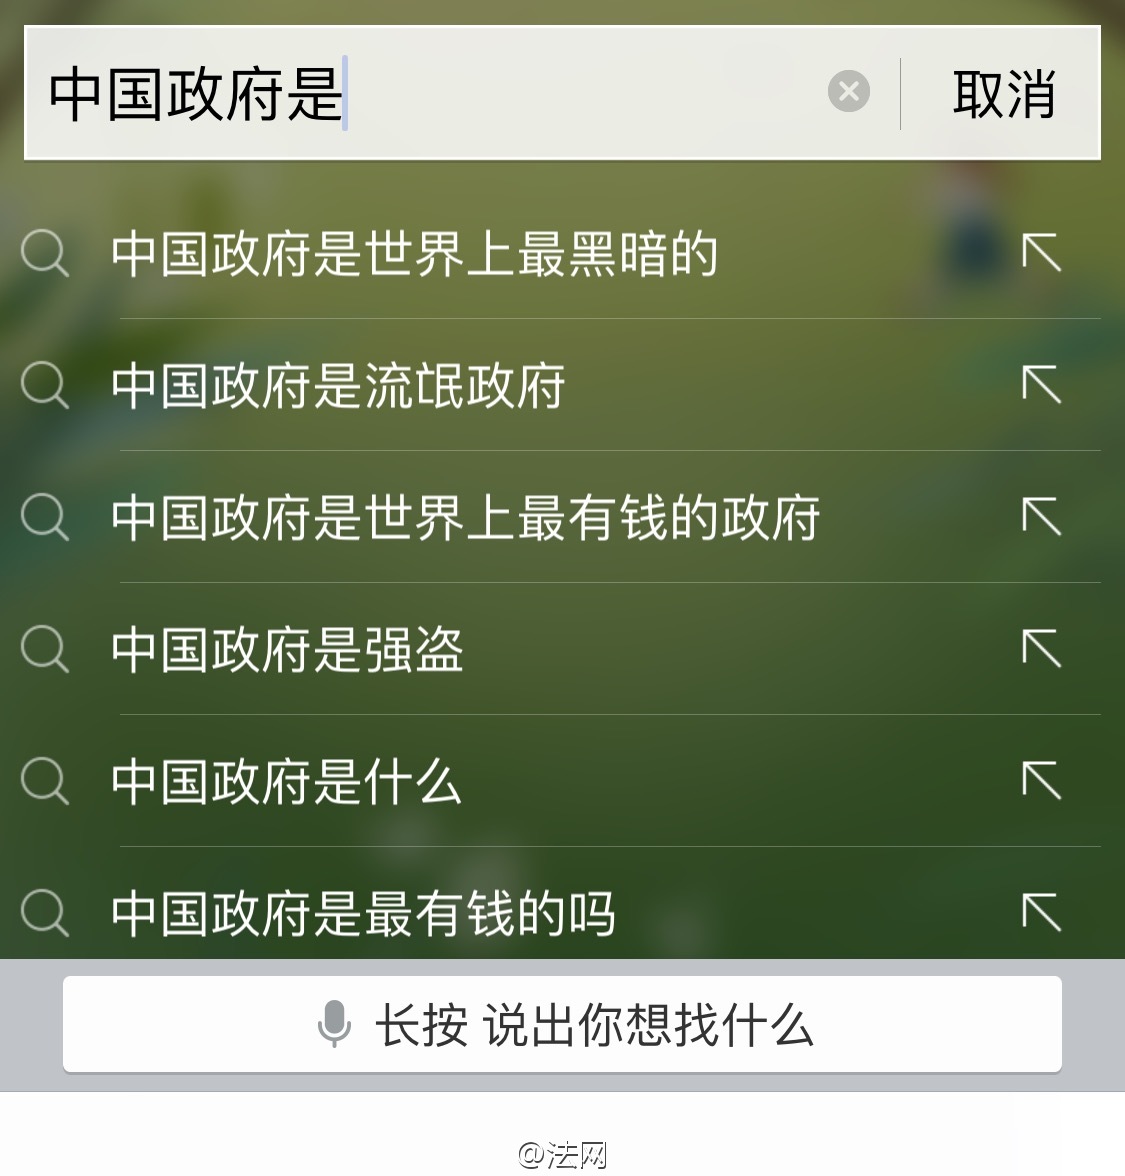 中国政府是 取消
中国政府是世界上最黑暗的
中国政府是流氓政府
中国政府是世界上最有钱的政府
中国政府是强盗
中国政府是什么
中国政府是最有钱的吗
长按 说出你想找什么
@法网